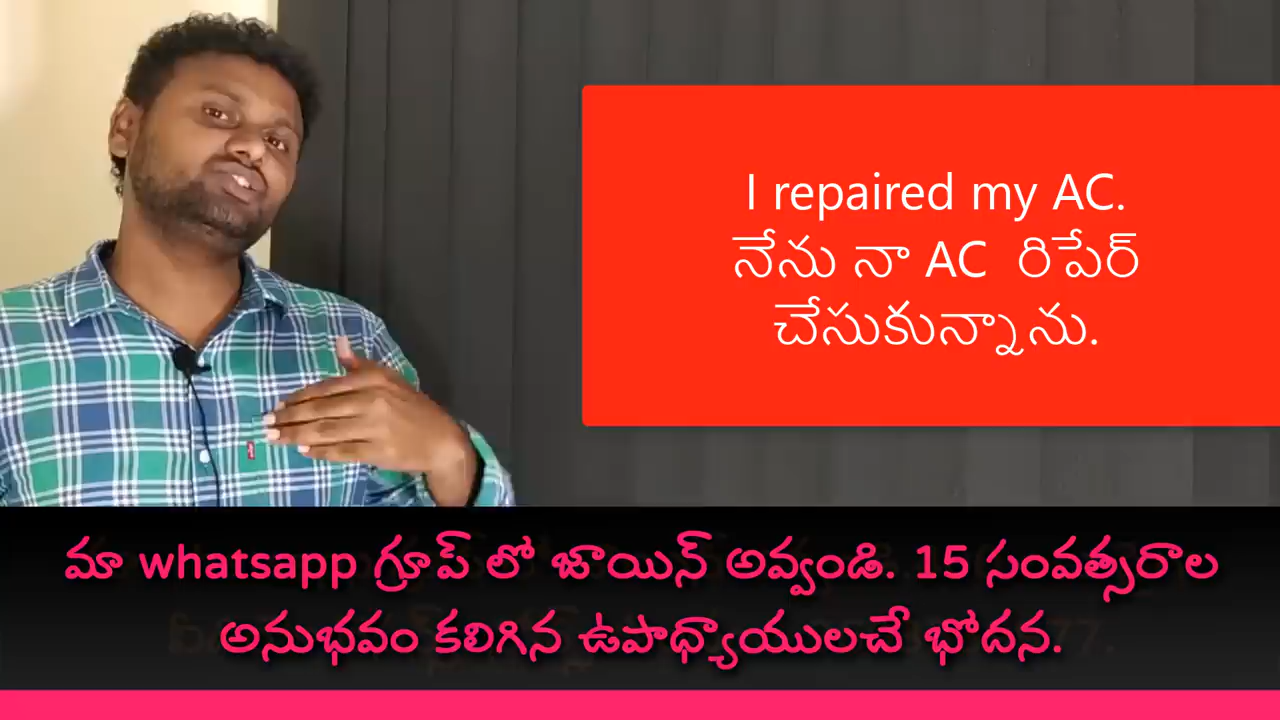 I repaired my AC.
నేను నా AC రిపేర్
చేసుకున్నాను.
మా whatsapp గ్రూప్ లో జాయిన్ అవ్వండి. 15 సంవత్సరాల
అనుభవం కలిగిన ఉపాధ్యాయులచే భోదన.